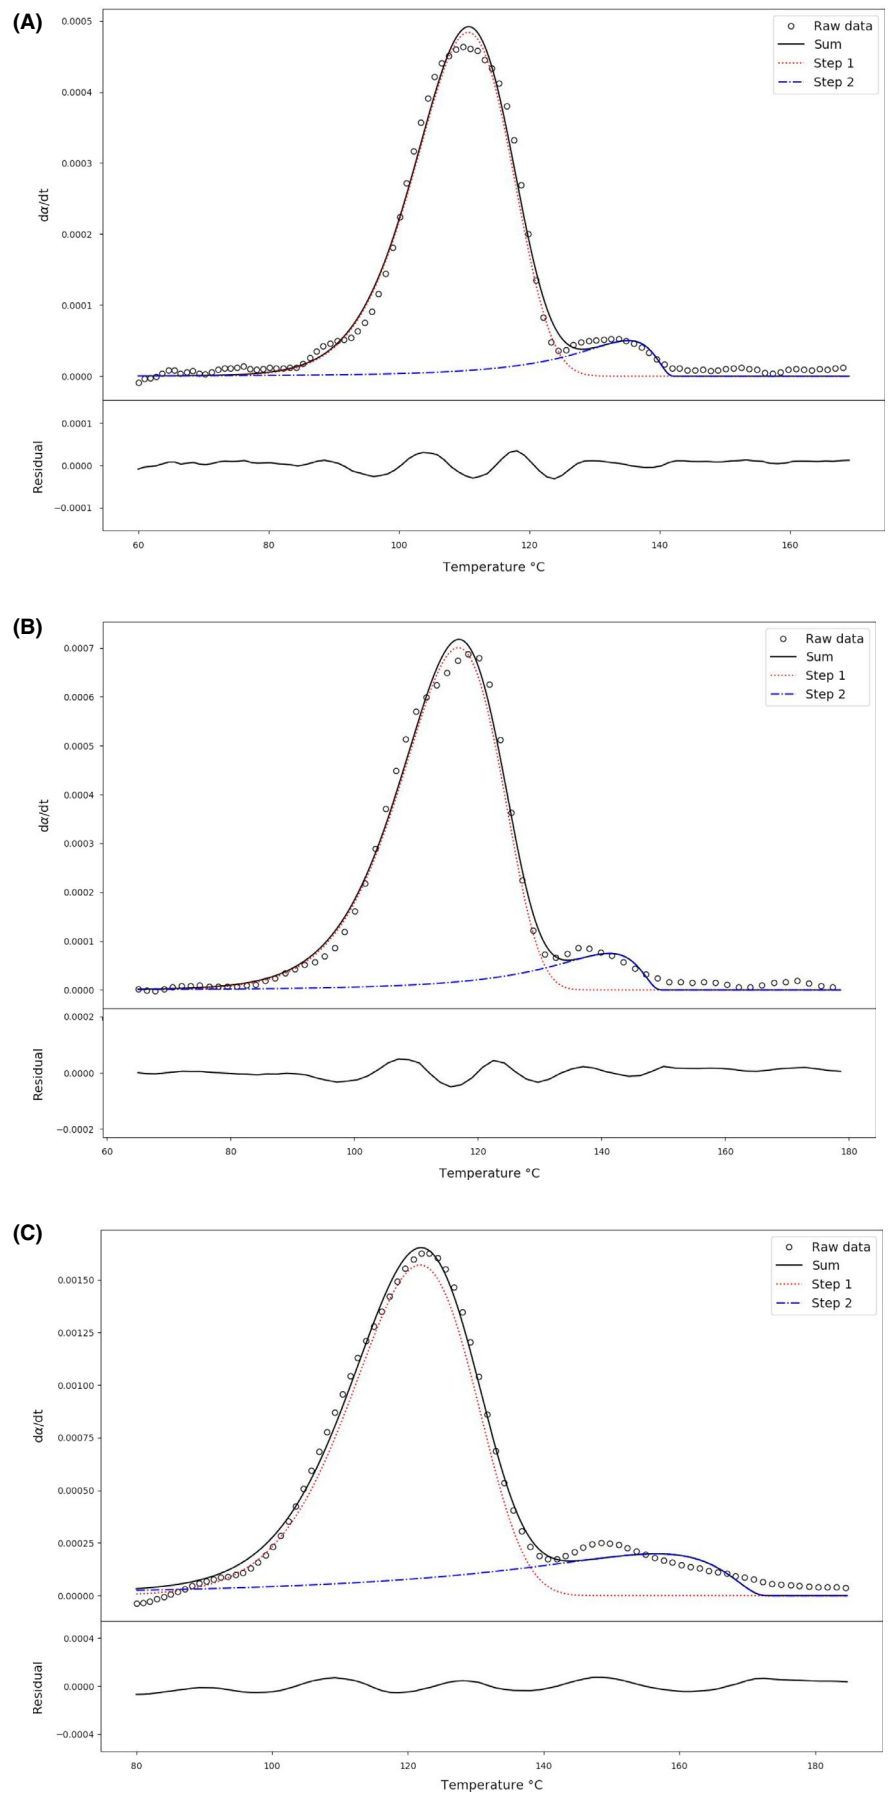 (A)
Raw data
Sum
Step 1
Step 2
0.0005
0.0004
0.0003
0.0002
0.0001
0.0000
dα/dt
0.0001
0.0000
−0.0001
Residual
60 80 100 120 140 160
Temperature °C
(B)
Raw data
Sum
Step 1
Step 2
0.0007
0.0006
0.0005
0.0004
0.0003
0.0002
0.0001
0.0000
dα/dt
0.0002
0.0000
−0.0002
Residual
60 80 100 120 140 160 180
Temperature °C
(C)
Raw data
Sum
Step 1
Step 2
0.00150
0.00125
0.00100
0.00075
0.00050
0.00025
0.00000
dα/dt
0.0004
0.0000
−0.0004
Residual
80 100 120 140 160 180
Temperature °C